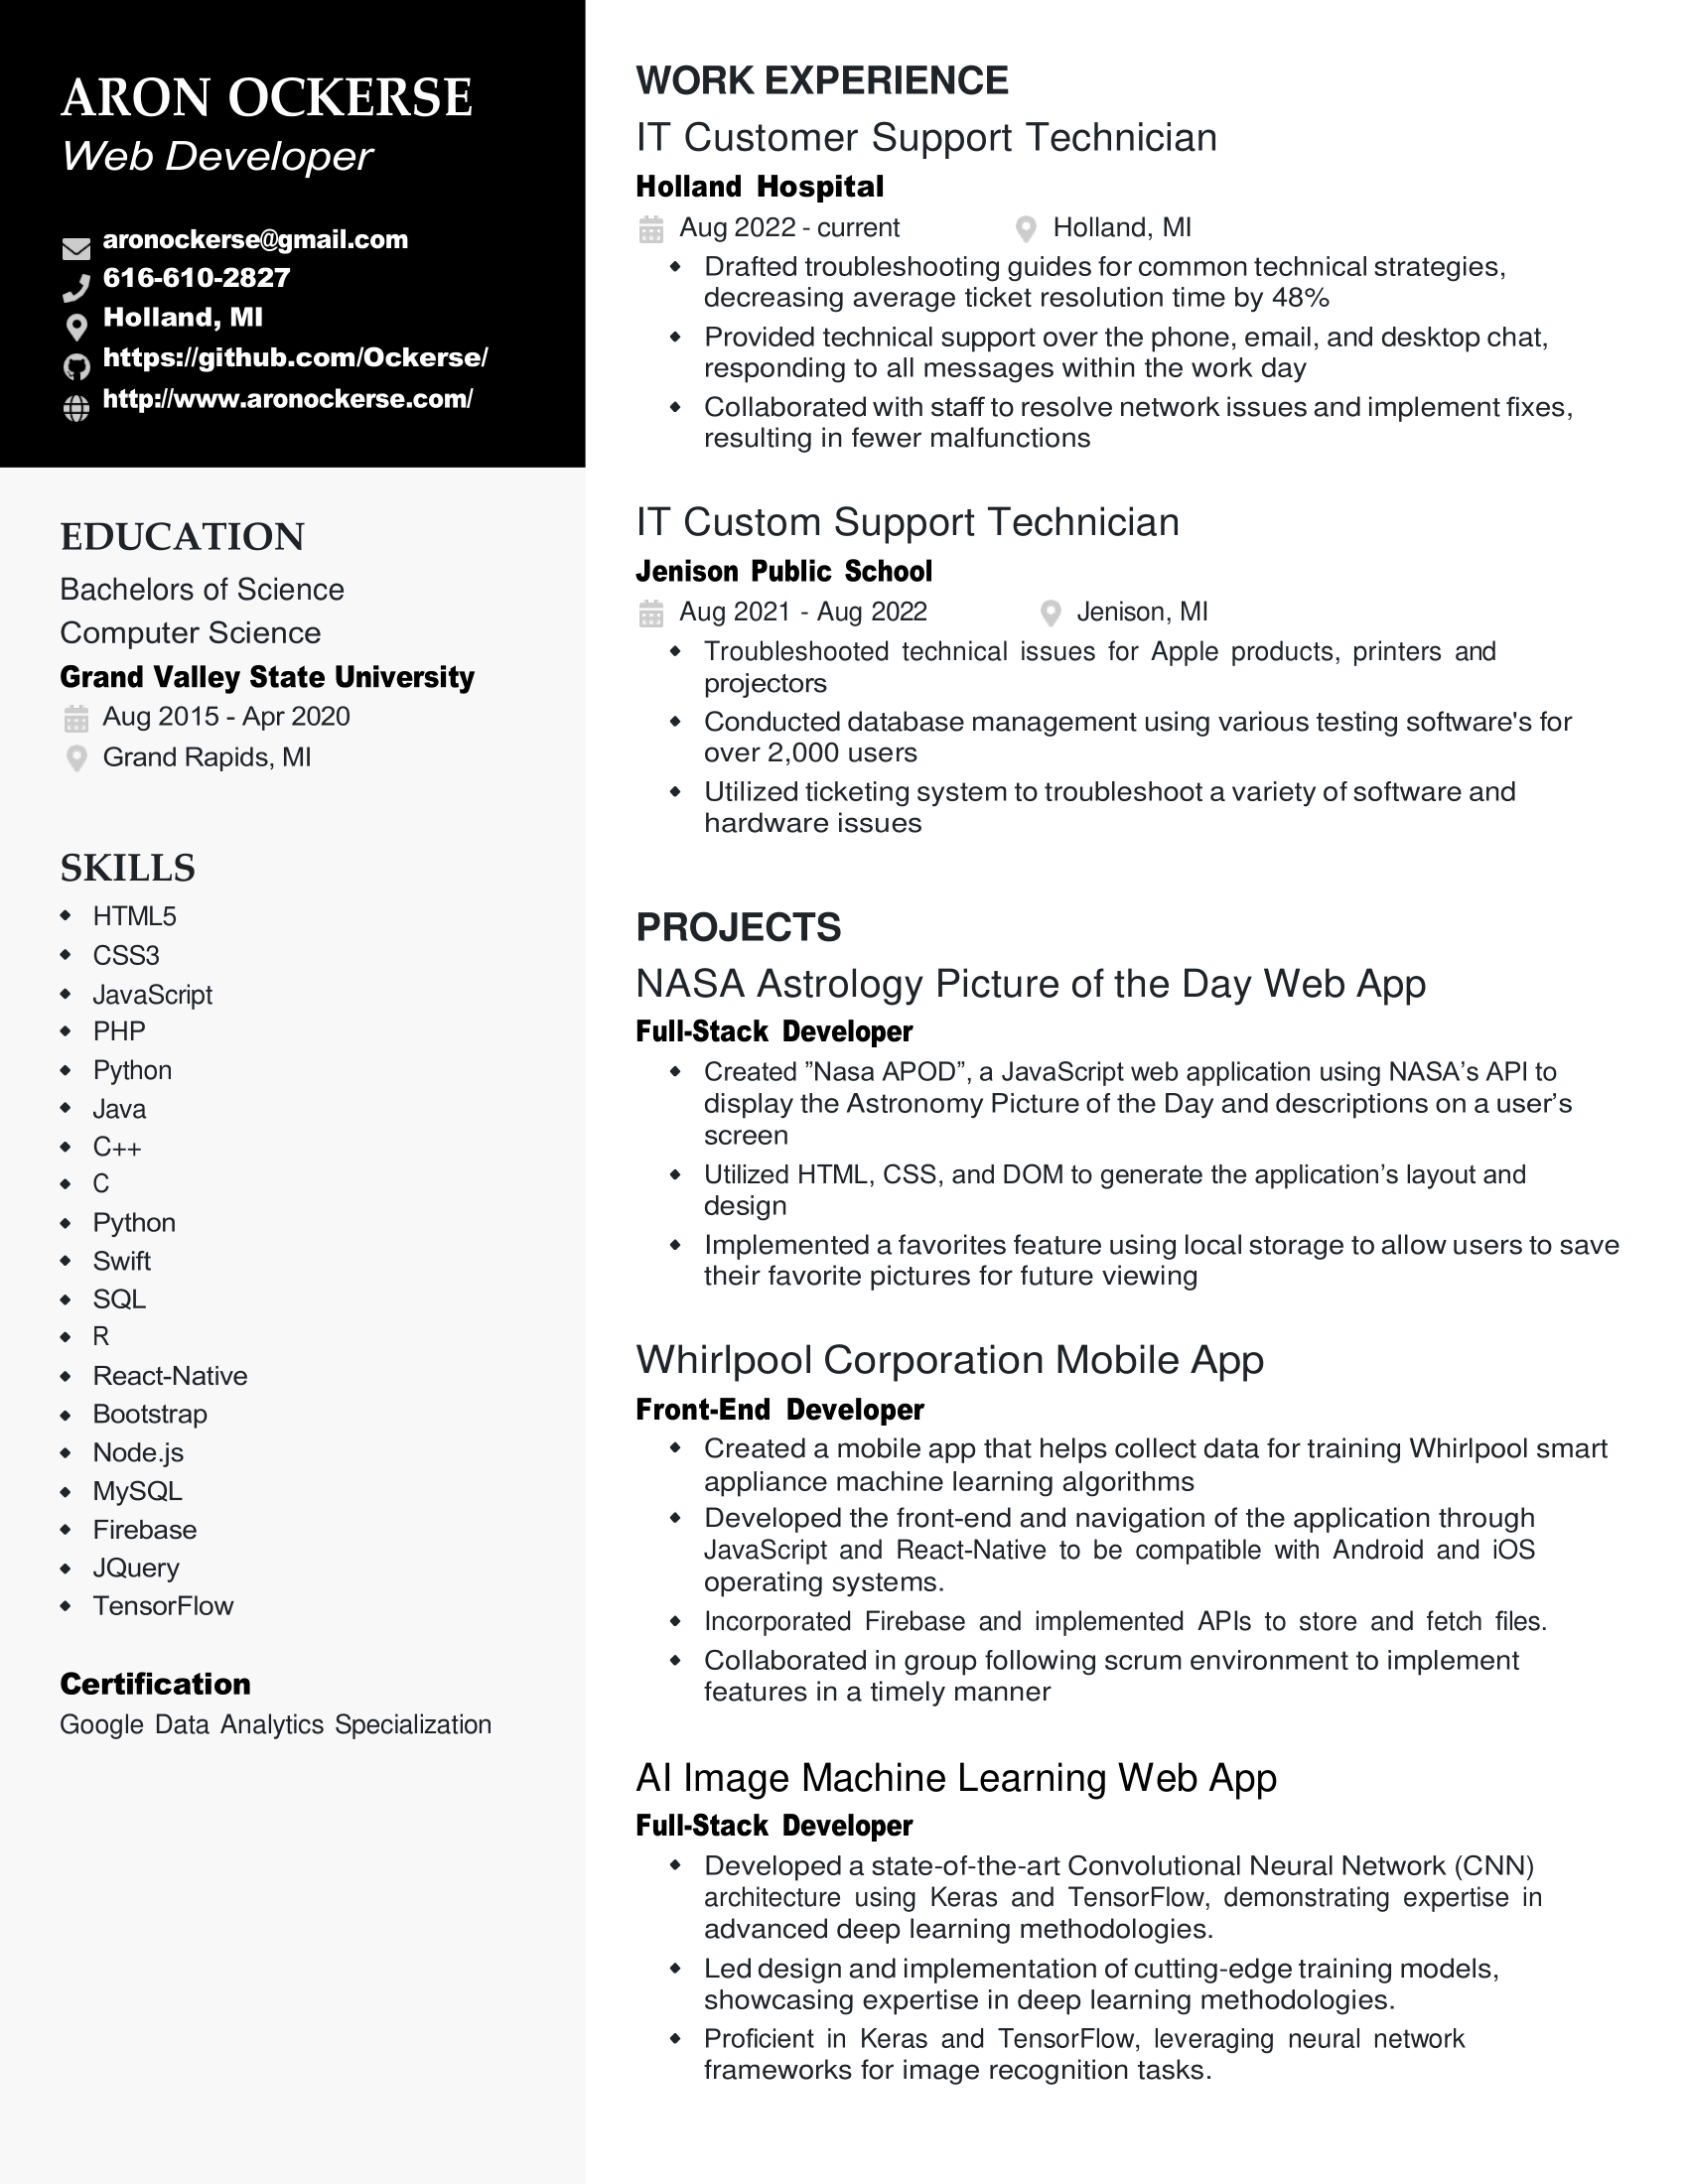 ARON OCKERSE
Web Developer
aronockerse@gmail.com
616-610-2827
Holland, MI
https://github.com/Ockerse/
http://www.aronockerse.com/
EDUCATION
Bachelors of Science
Computer Science
Grand Valley State University
Aug 2015 - Apr 2020
Grand Rapids, MI
SKILLS
HTML5
CSS3
JavaScript
PHP
Python
Java
C++
C
Python
Swift
SQL
R
React-Native
Bootstrap
Node.js
MySQL
Firebase
JQuery
TensorFlow
Certification
Google Data Analytics Specialization
WORK EXPERIENCE
IT Customer Support Technician
Holland Hospital
Aug 2022 - current Holland, MI
Drafted troubleshooting guides for common technical strategies,
decreasing average ticket resolution time by 48%
Provided technical support over the phone, email, and desktop chat,
responding to all messages within the work day
Collaborated with staff to resolve network issues and implement fixes,
resulting in fewer malfunctions
IT Custom Support Technician
Jenison Public School
Aug 2021 - Aug 2022 Jenison, MI
Troubleshooted technical issues for Apple products, printers and
projectors
Conducted database management using various testing software's for
over 2,000 users
Utilized ticketing system to troubleshoot a variety of software and
hardware issues
PROJECTS
NASA Astrology Picture of the Day Web App
Full-Stack Developer
Created ”Nasa APOD”, a JavaScript web application using NASA’s API to
display the Astronomy Picture of the Day and descriptions on a user’s
screen
Utilized HTML, CSS, and DOM to generate the application’s layout and
design
Implemented a favorites feature using local storage to allow users to save
their favorite pictures for future viewing
Whirlpool Corporation Mobile App
Front-End Developer
Created a mobile app that helps collect data for training Whirlpool smart
appliance machine learning algorithms
Developed the front-end and navigation of the application through
JavaScript and React-Native to be compatible with Android and iOS
operating systems.
Incorporated Firebase and implemented APIs to store and fetch files.
Collaborated in group following scrum environment to implement
features in a timely manner
AI Image Machine Learning Web App
Full-Stack Developer
Developed a state-of-the-art Convolutional Neural Network (CNN)
architecture using Keras and TensorFlow, demonstrating expertise in
advanced deep learning methodologies.
Led design and implementation of cutting-edge training models,
showcasing expertise in deep learning methodologies.
Proficient in Keras and TensorFlow, leveraging neural network
frameworks for image recognition tasks.